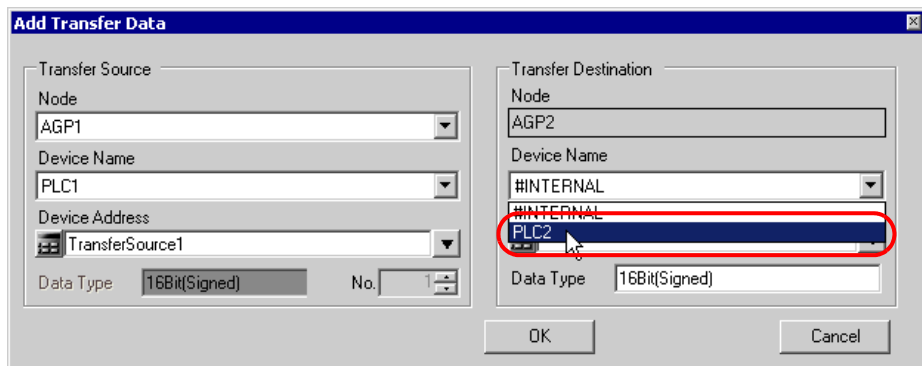 Add Transfer Data
Transfer Source
Node
AGP1
Device Name
PLC1
Device Address
TransferSource1
Data Type 16Bit(Signed) No. 1
Transfer Destination
Node
AGP2
Device Name
#INTERNAL
#INTERNAL
PLC2
Data Type 16Bit(Signed)
OK Cancel